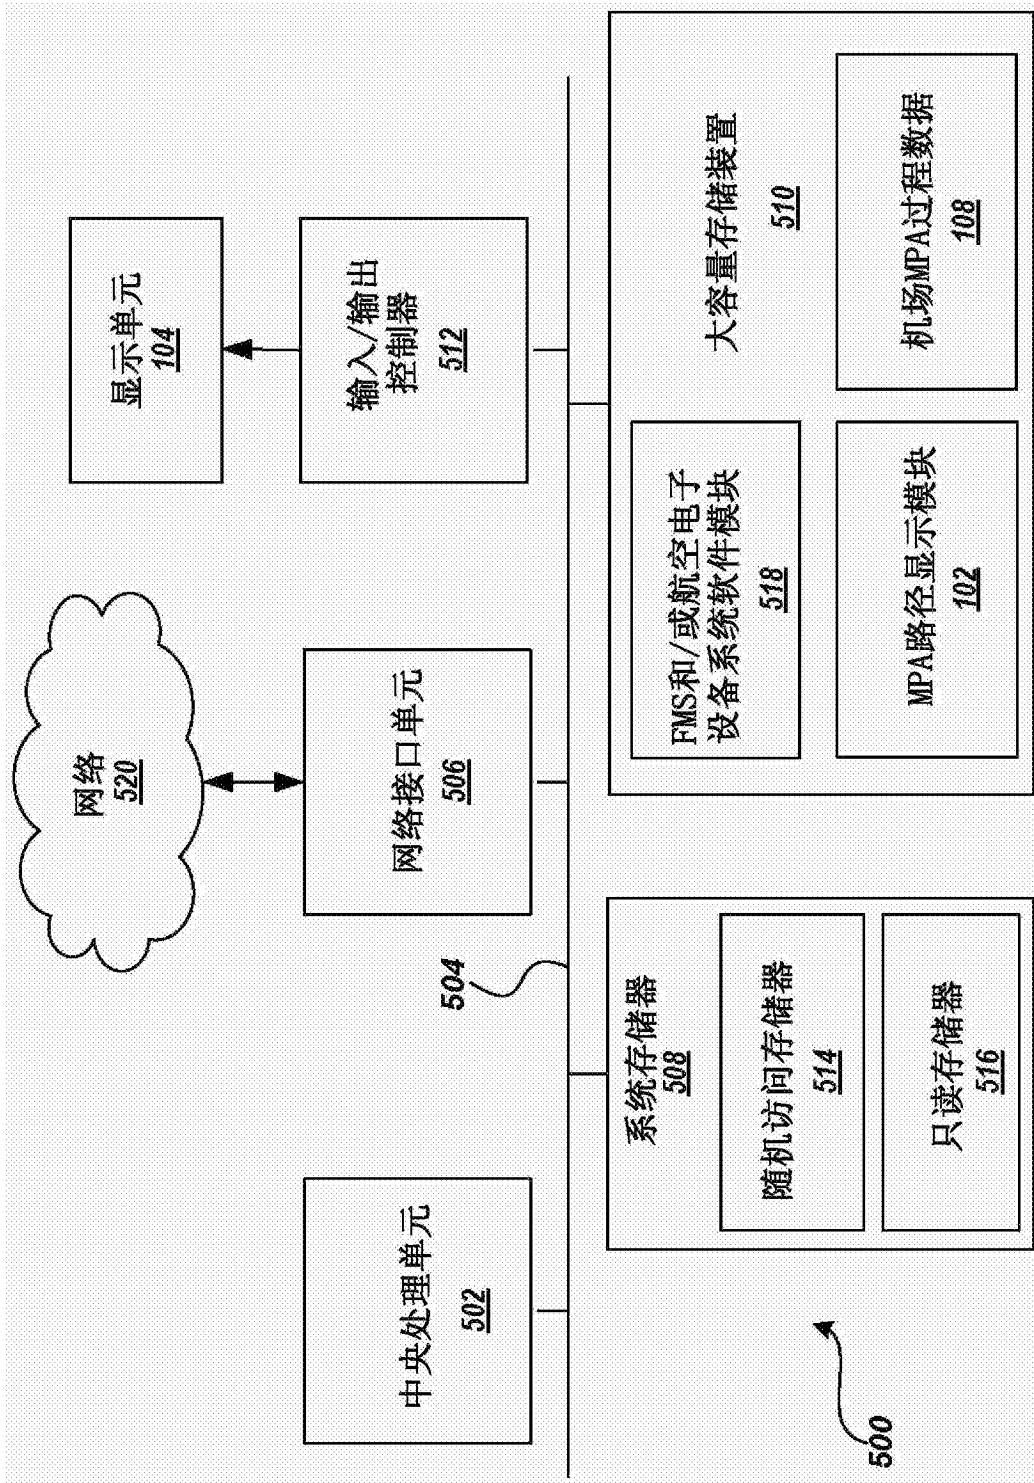 网络
520
显示单元
104
中央处理单元
502
网络接口单元
506
输入/输出
控制器
512
504
系统存储器
508
随机访问存储器
514
只读存储器
516
大容量存储装置
510
FMS和/或航空电子
设备系统软件模块
518
MPA路径显示模块
102
机场MPA过程数据
108
500